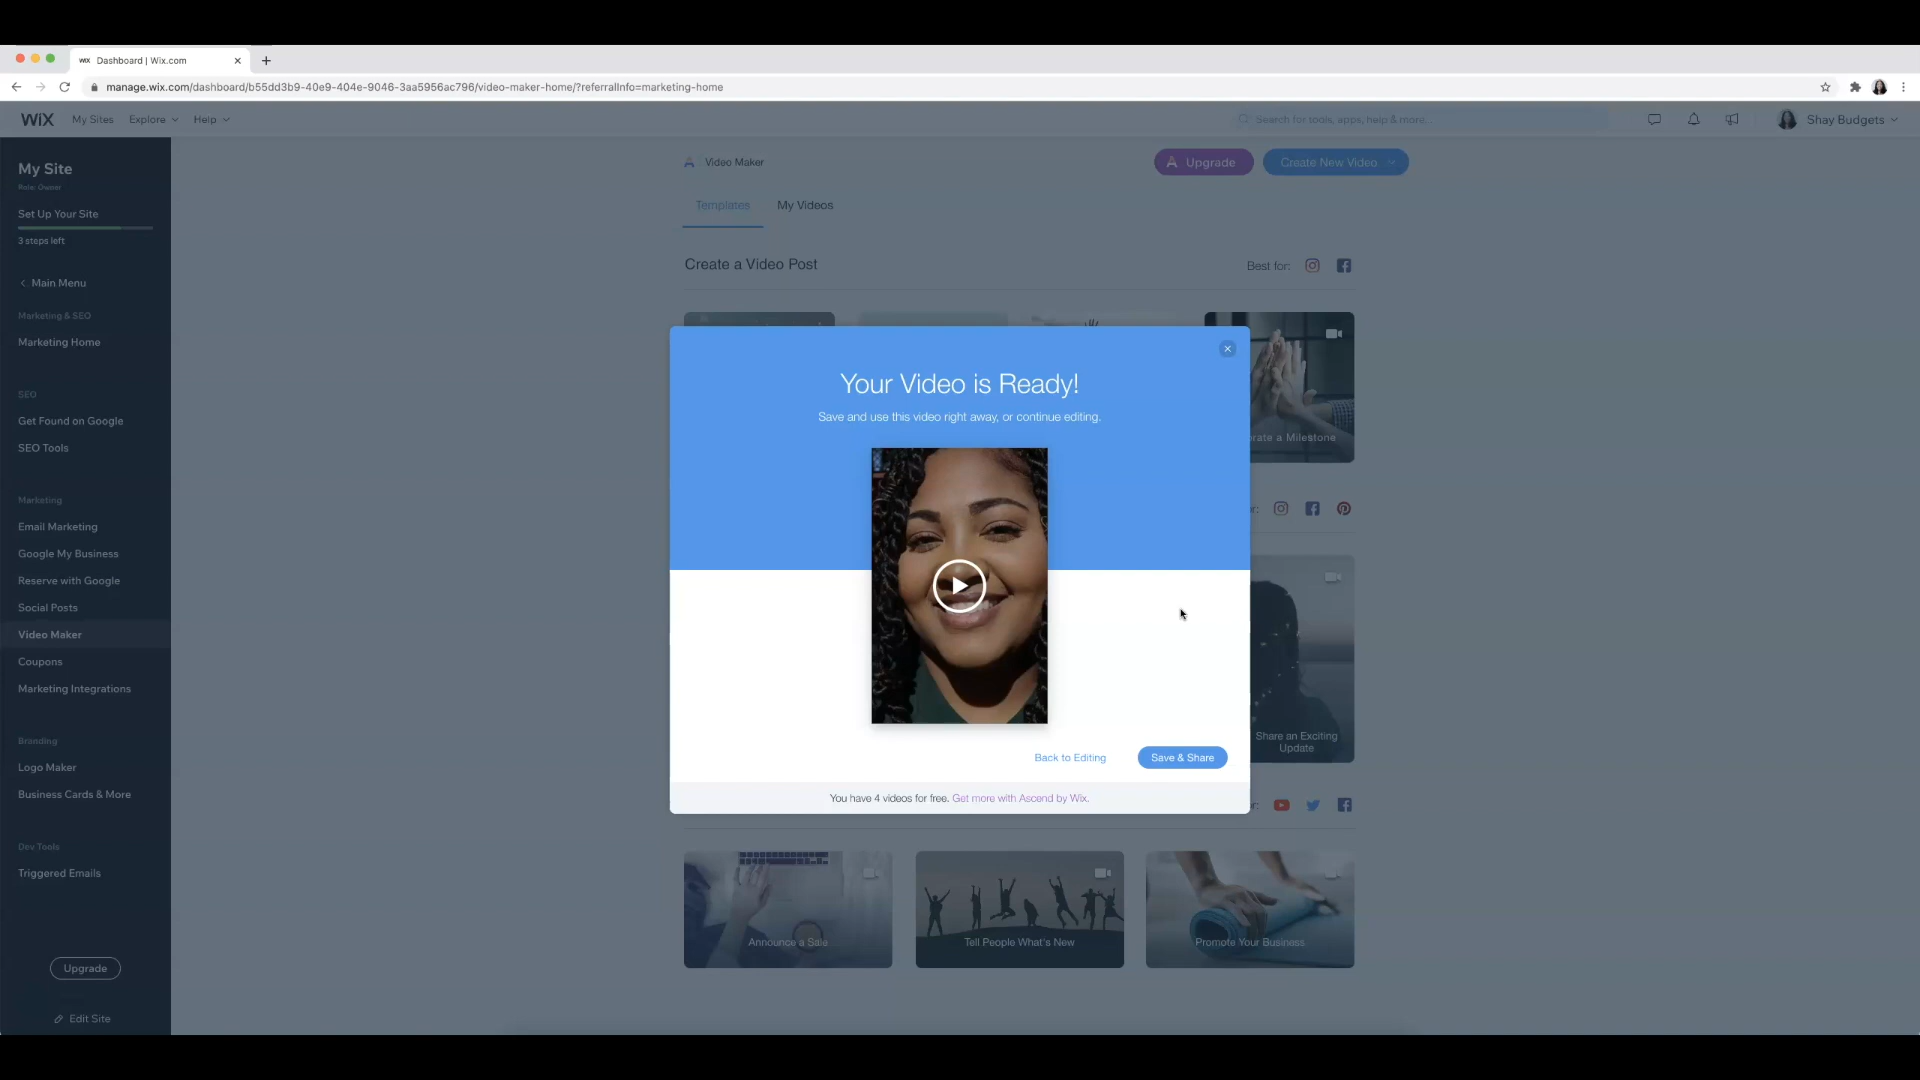 Dashboard | Wix.com
manage.wix.com/dashboard/b55dd3b9-40e9-404e-9046-3aa5956ac796/video-maker-home/?referralInfo=marketing-home
WiX My Sites Explore Help Search for tools, apps, help & more... Shay Budgets
My Site
Role: Owner
Set Up Your Site
3 steps left
Main Menu
Marketing & SEO
Marketing Home
SEO
Get Found on Google
SEO Tools
Marketing
Email Marketing
Google My Business
Reserve with Google
Social Posts
Video Maker
Coupons
Marketing Integrations
Branding
Logo Maker
Business Cards & More
Dev Tools
Triggered Emails
Upgrade
Edit Site
Video Maker Upgrade Create New Video
Templates My Videos
Create a Video Post Best for:
Your Video is Ready!
Save and use this video right away, or continue editing.
rate a Milestone
Share an Exciting
Update
Back to Editing Save & Share
You have 4 videos for free. Get more with Ascend by Wix.
Announce a Sale Tell People What's New Promote Your Business